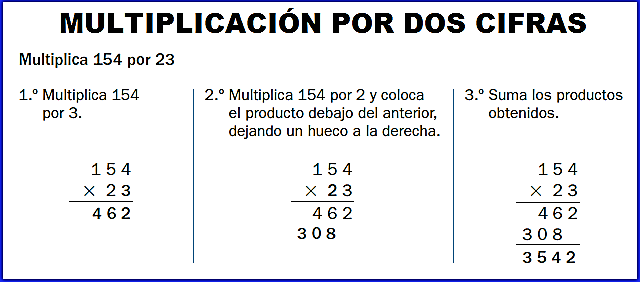 MULTIPLICACIÓN POR DOS CIFRAS
Multiplica 154 por 23
1.º Multiplica 154
por 3.
154
× 23
462
2.º Multiplica 154 por 2 y coloca
el producto debajo del anterior,
dejando un hueco a la derecha.
154
× 23
462
308
3.º Suma los productos
obtenidos.
154
× 23
462
308
3542